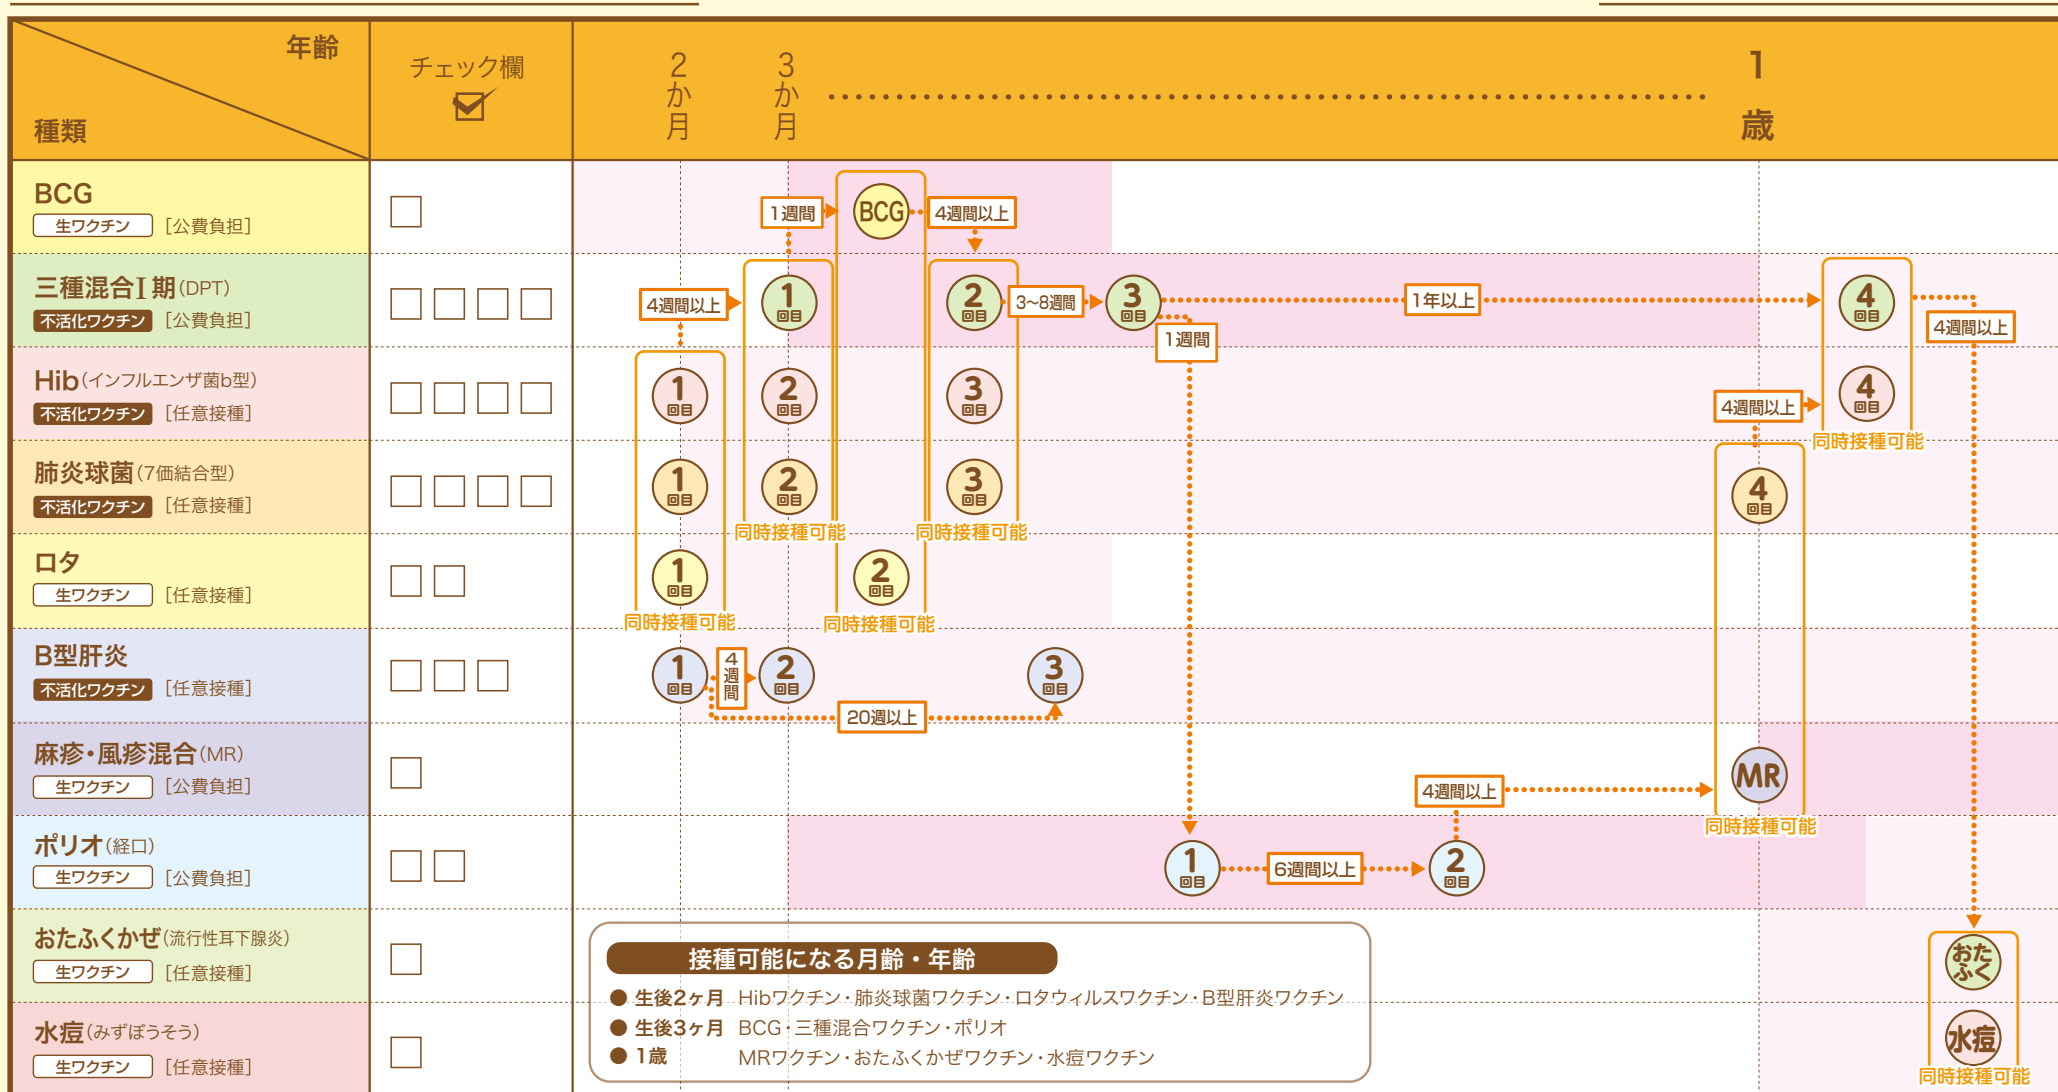 年齢
種類
チェック欄
2か月
3か月
1歳
BCG
生ワクチン [公費負担]
1週間
BCG
4週間以上
三種混合I期(DPT)
不活化ワクチン [公費負担]
4週間以上
1回目
2回目
3~8週間
3回目
1週間
1年以上
4回目
4週間以上
Hib(インフルエンザ菌b型)
不活化ワクチン [任意接種]
1回目
2回目
3回目
4週間以上
4回目
同時接種可能
肺炎球菌(7価結合型)
不活化ワクチン [任意接種]
1回目
2回目
3回目
4回目
同時接種可能
同時接種可能
ロタ
生ワクチン [任意接種]
1回目
2回目
同時接種可能
同時接種可能
B型肝炎
不活化ワクチン [任意接種]
1回目
4週間
2回目
20週以上
3回目
麻疹・風疹混合(MR)
生ワクチン [公費負担]
4週間以上
MR
同時接種可能
ポリオ(経口)
生ワクチン [公費負担]
1回目
6週間以上
2回目
おたふくかぜ(流行性耳下腺炎)
生ワクチン [任意接種]
おたふく
水痘(みずぼうそう)
生ワクチン [任意接種]
水痘
同時接種可能
接種可能になる月齢・年齢
● 生後2ヶ月 Hibワクチン・肺炎球菌ワクチン・ロタウィルスワクチン・B型肝炎ワクチン
● 生後3ヶ月 BCG・三種混合ワクチン・ポリオ
● 1歳 MRワクチン・おたふくかぜワクチン・水痘ワクチン